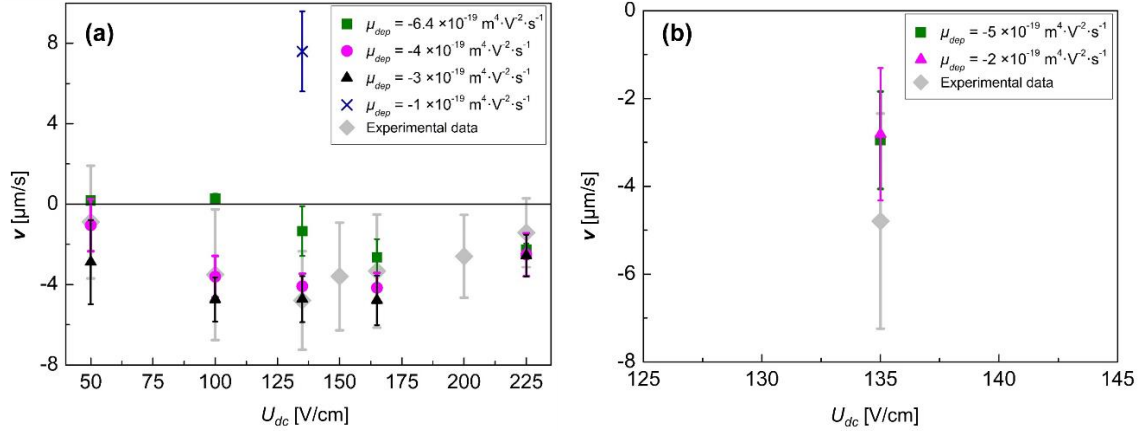 (a)
μdep = -6.4 ×10⁻¹⁹ m⁴·V⁻²·s⁻¹
μdep = -4 ×10⁻¹⁹ m⁴·V⁻²·s⁻¹
μdep = -3 ×10⁻¹⁹ m⁴·V⁻²·s⁻¹
μdep = -1 ×10⁻¹⁹ m⁴·V⁻²·s⁻¹
Experimental data
8
4
0
-4
-8
v [μm/s]
50 75 100 125 150 175 200 225
Udc [V/cm]
(b)
μdep = -5 ×10⁻¹⁹ m⁴·V⁻²·s⁻¹
μdep = -2 ×10⁻¹⁹ m⁴·V⁻²·s⁻¹
Experimental data
0
-2
-4
-6
-8
v [μm/s]
125 130 135 140 145
Udc [V/cm]